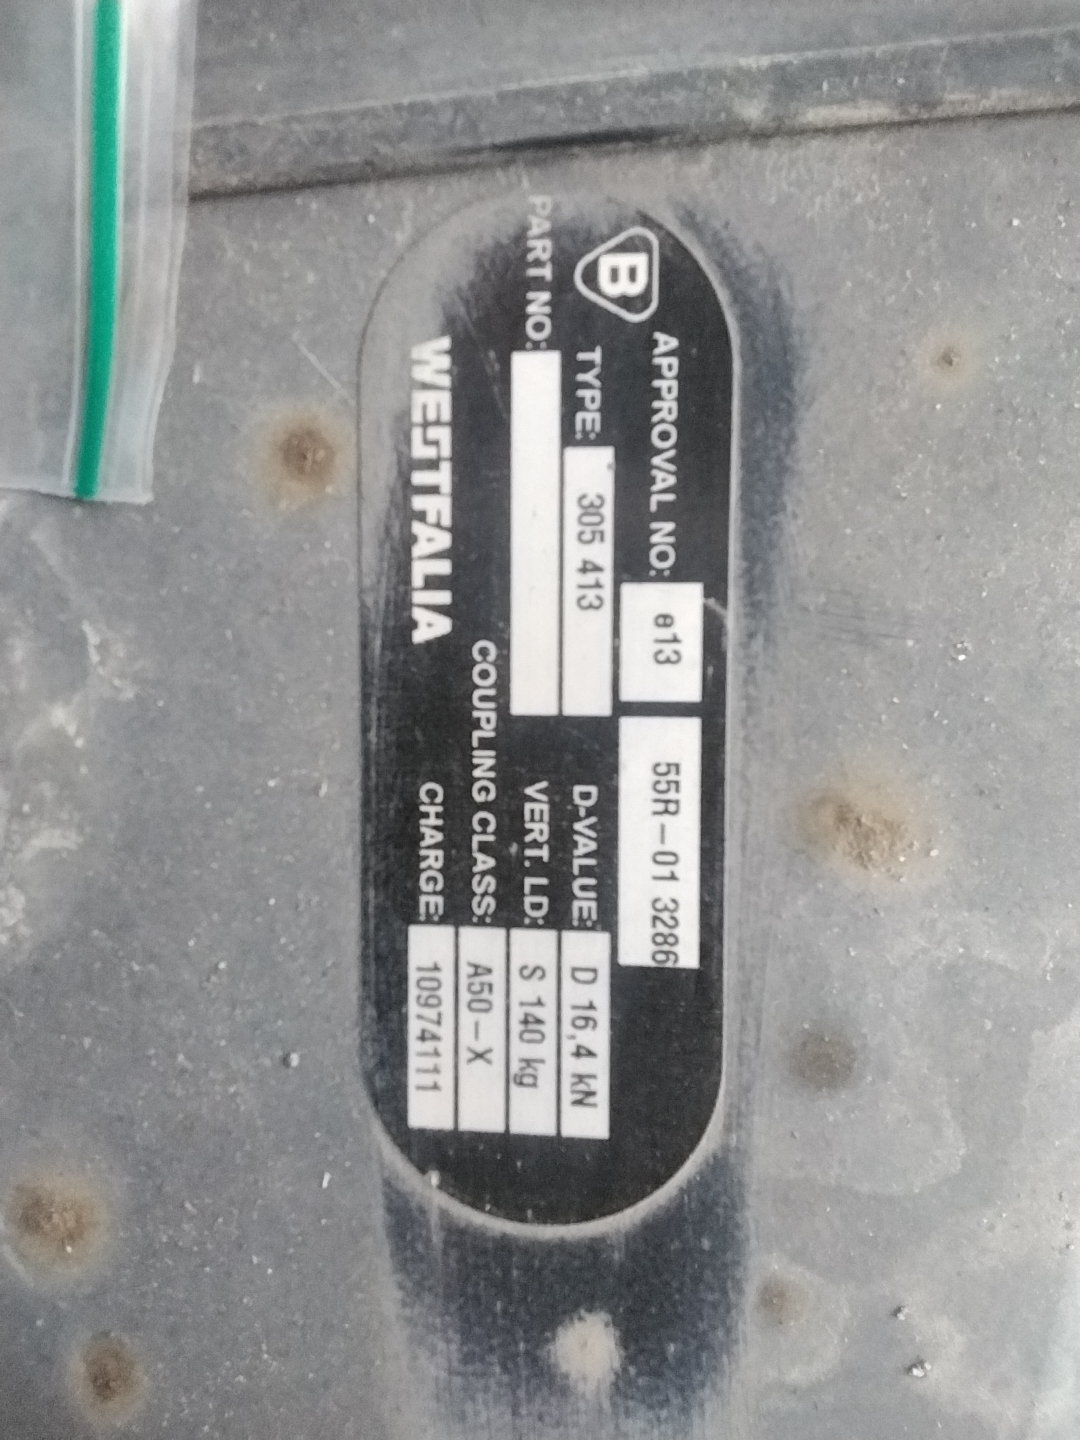 B
APPROVAL NO: e13 55R-01 3286
TYPE: 305 413 D-VALUE: D 16,4 kN
PART NO: VERT. LD: S 140 kg
COUPLING CLASS: A50-X
WESTFALIA CHARGE: 10974111